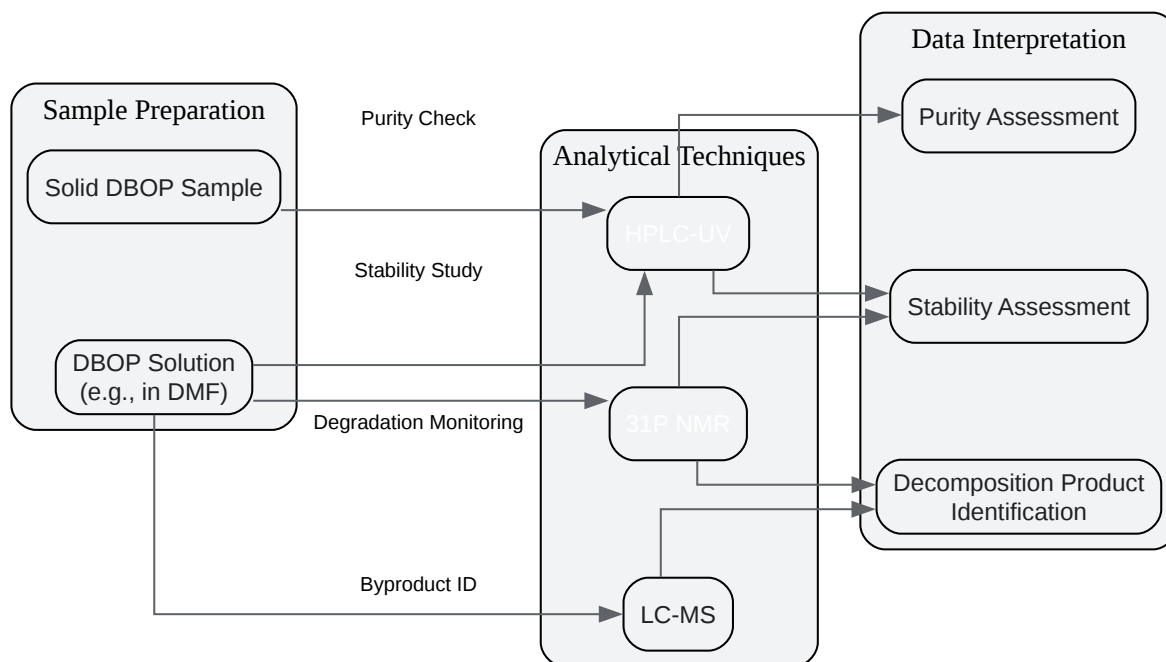 Sample Preparation
Solid DBOP Sample
DBOP Solution
(e.g., in DMF)
Purity Check
Stability Study
Degradation Monitoring
Byproduct ID
Analytical Techniques
HPLC-UV
31P NMR
LC-MS
Data Interpretation
Purity Assessment
Stability Assessment
Decomposition Product
Identification